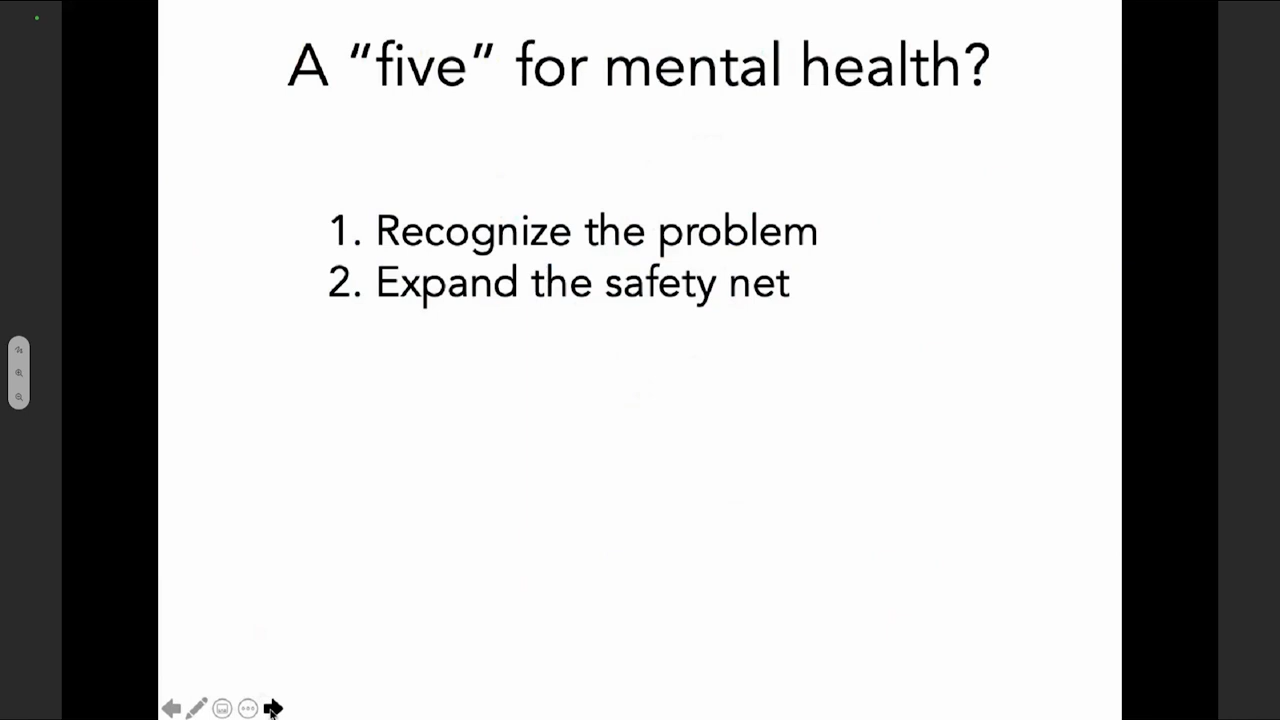 A “five” for mental health?
1. Recognize the problem
2. Expand the safety net